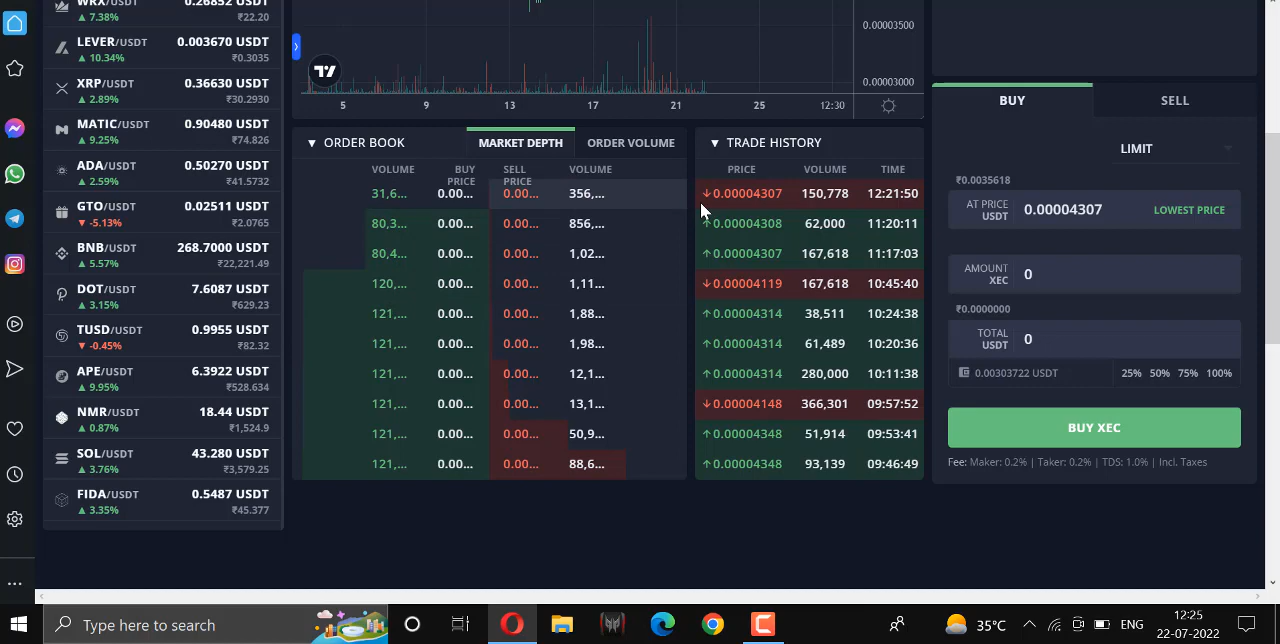 WRX/USDT 0.26852 USDT
▲ 7.38% ₹22.20
LEVER/USDT 0.003670 USDT
▲ 10.34% ₹0.3035
XRP/USDT 0.36630 USDT
▲ 2.89% ₹30.2930
MATIC/USDT 0.90480 USDT
▲ 9.25% ₹74.826
ADA/USDT 0.50270 USDT
▲ 2.59% ₹41.5732
GTO/USDT 0.02511 USDT
▼ -5.13% ₹2.0765
BNB/USDT 268.7000 USDT
▲ 5.57% ₹22,221.49
DOT/USDT 7.6087 USDT
▲ 3.15% ₹629.23
TUSD/USDT 0.9955 USDT
▼ -0.45% ₹82.32
APE/USDT 6.3922 USDT
▲ 9.95% ₹528.634
NMR/USDT 18.44 USDT
▲ 0.87% ₹1,524.9
SOL/USDT 43.280 USDT
▲ 3.76% ₹3,579.25
FIDA/USDT 0.5487 USDT
▲ 3.35% ₹45.377
0.00003500
0.00003000
5 9 13 17 21 25 12:30
▼ ORDER BOOK MARKET DEPTH ORDER VOLUME
VOLUME BUY PRICE SELL PRICE VOLUME
31,6... 0.00... 0.00... 356,...
80,3... 0.00... 0.00... 856,...
80,4... 0.00... 0.00... 1,02...
120,... 0.00... 0.00... 1,11...
121,... 0.00... 0.00... 1,88...
121,... 0.00... 0.00... 1,98...
121,... 0.00... 0.00... 12,1...
121,... 0.00... 0.00... 13,1...
121,... 0.00... 0.00... 50,9...
121,... 0.00... 0.00... 88,6...
▼ TRADE HISTORY
PRICE VOLUME TIME
↓0.00004307 150,778 12:21:50
↑0.00004308 62,000 11:20:11
↑0.00004307 167,618 11:17:03
↓0.00004119 167,618 10:45:40
↑0.00004314 38,511 10:24:38
↑0.00004314 61,489 10:20:36
↑0.00004314 280,000 10:11:38
↓0.00004148 366,301 09:57:52
↑0.00004348 51,914 09:53:41
↑0.00004348 93,139 09:46:49
BUY SELL
LIMIT
₹0.0035618
AT PRICE USDT 0.00004307 LOWEST PRICE
AMOUNT XEC 0
₹0.0000000
TOTAL USDT 0
0.00303722 USDT 25% 50% 75% 100%
BUY XEC
Fee: Maker: 0.2% | Taker: 0.2% | TDS: 1.0% | Incl. Taxes
Type here to search
35°C
ENG
12:25
22-07-2022